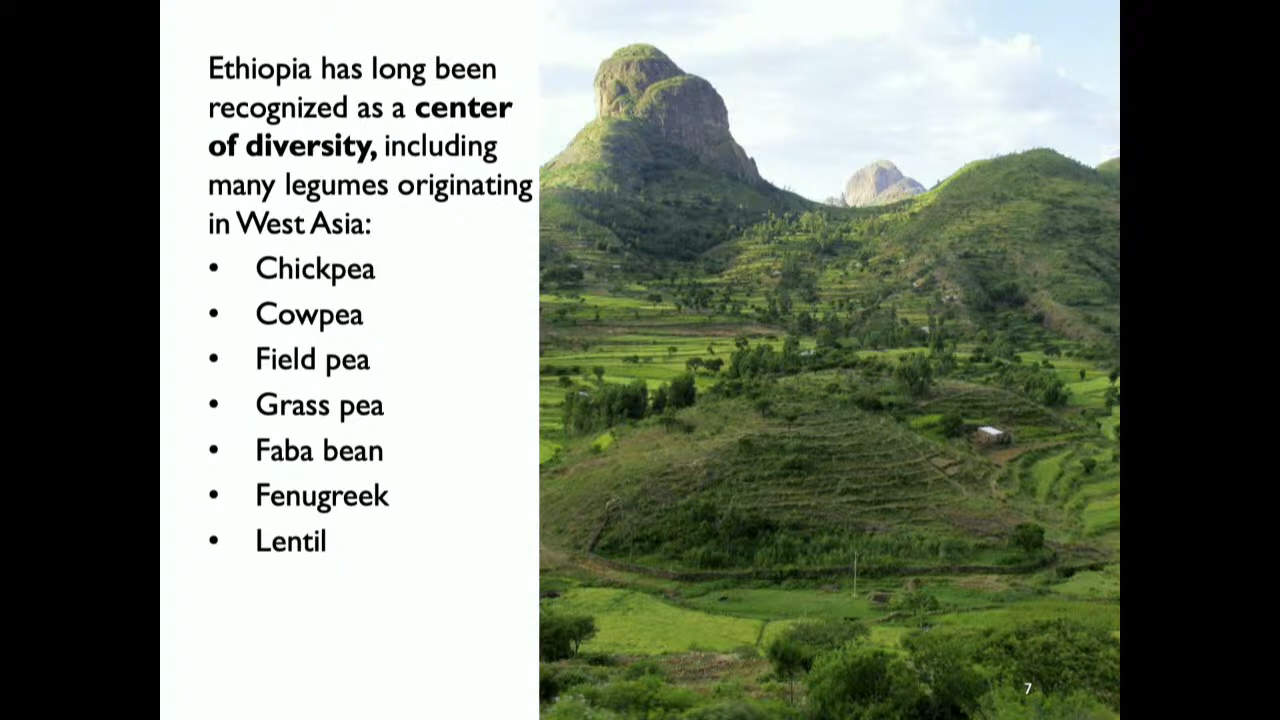 Ethiopia has long been
recognized as a center
of diversity, including
many legumes originating
in West Asia:
• Chickpea
• Cowpea
• Field pea
• Grass pea
• Faba bean
• Fenugreek
• Lentil
7